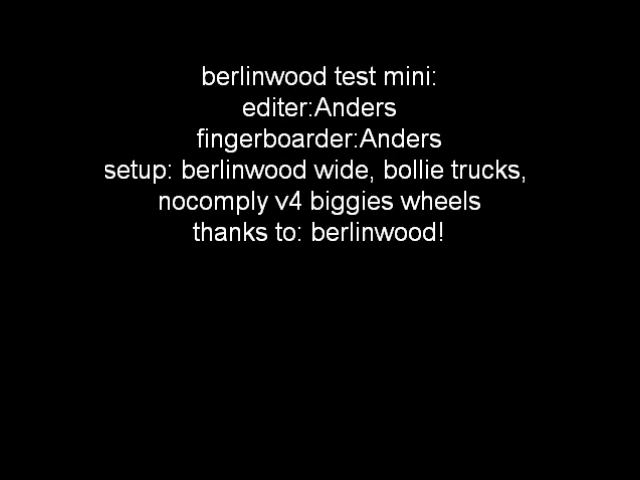 berlinwood test mini:
editer:Anders
fingerboarder:Anders
setup: berlinwood wide, bollie trucks,
nocomply v4 biggies wheels
thanks to: berlinwood!